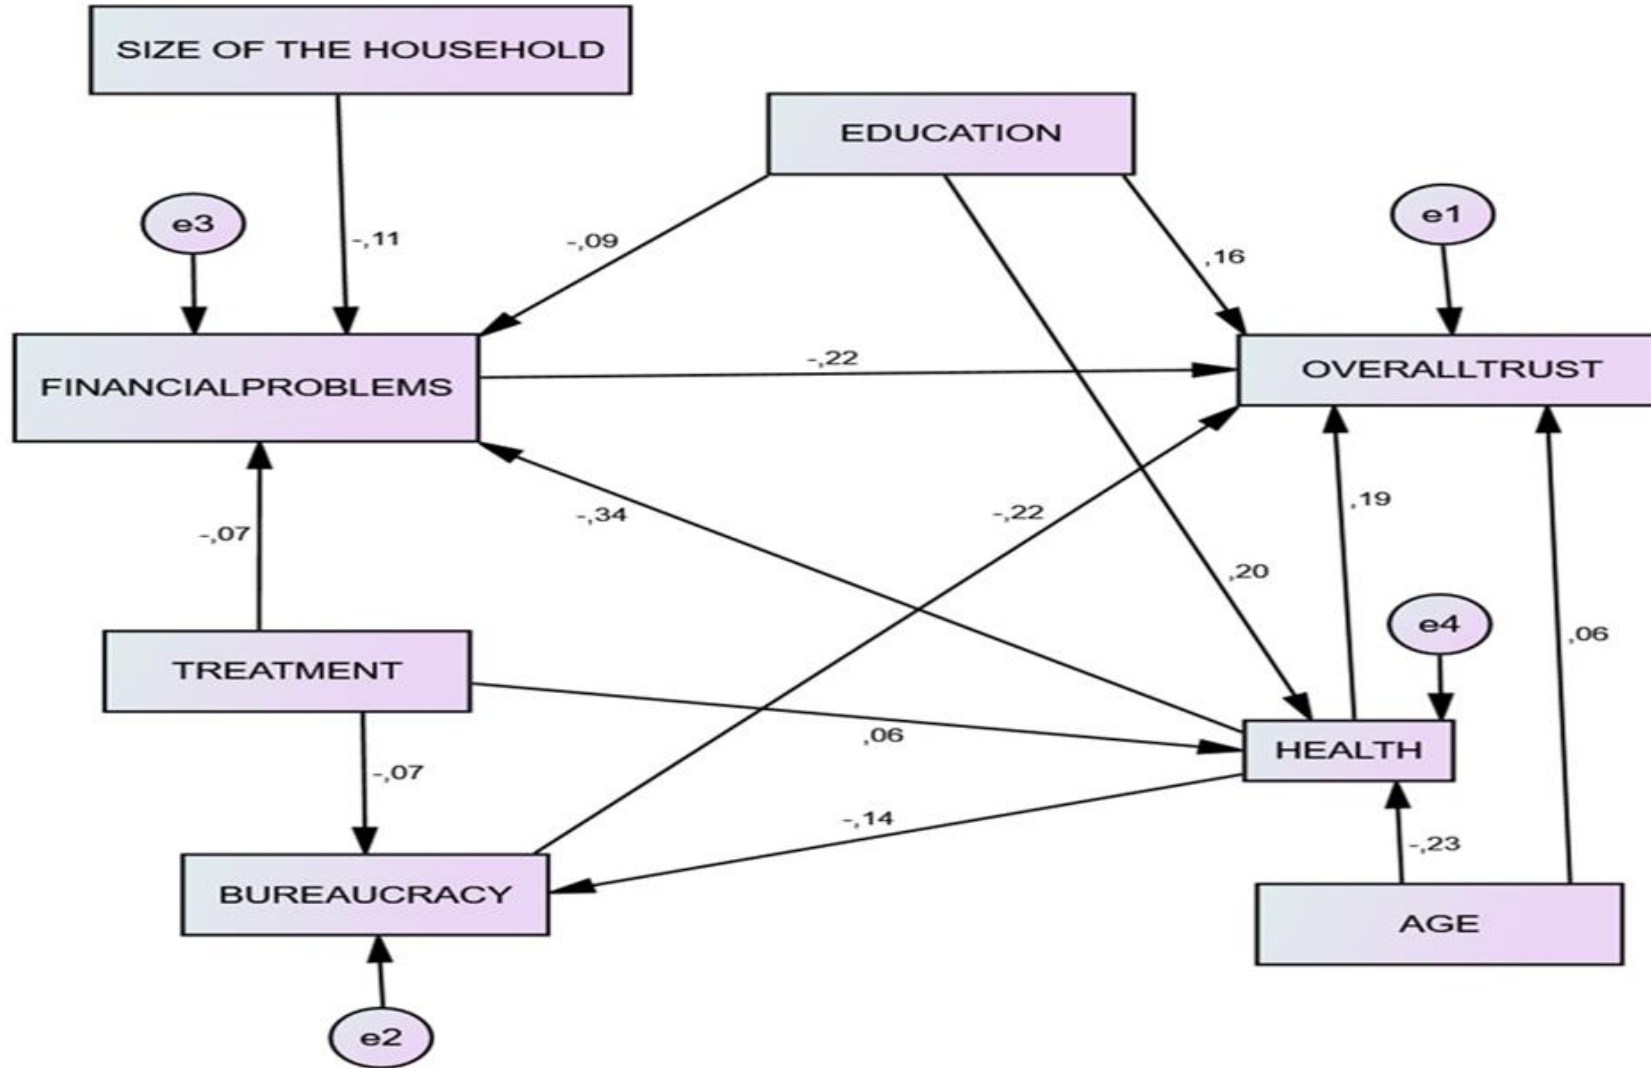 SIZE OF THE HOUSEHOLD
EDUCATION
e3
e1
-,11
-,09
,16
FINANCIALPROBLEMS
-,22
OVERALLTRUST
-,07
-,34
-,22
,19
,20
e4
,06
TREATMENT
,06
HEALTH
-,07
-,14
-,23
BUREAUCRACY
AGE
e2